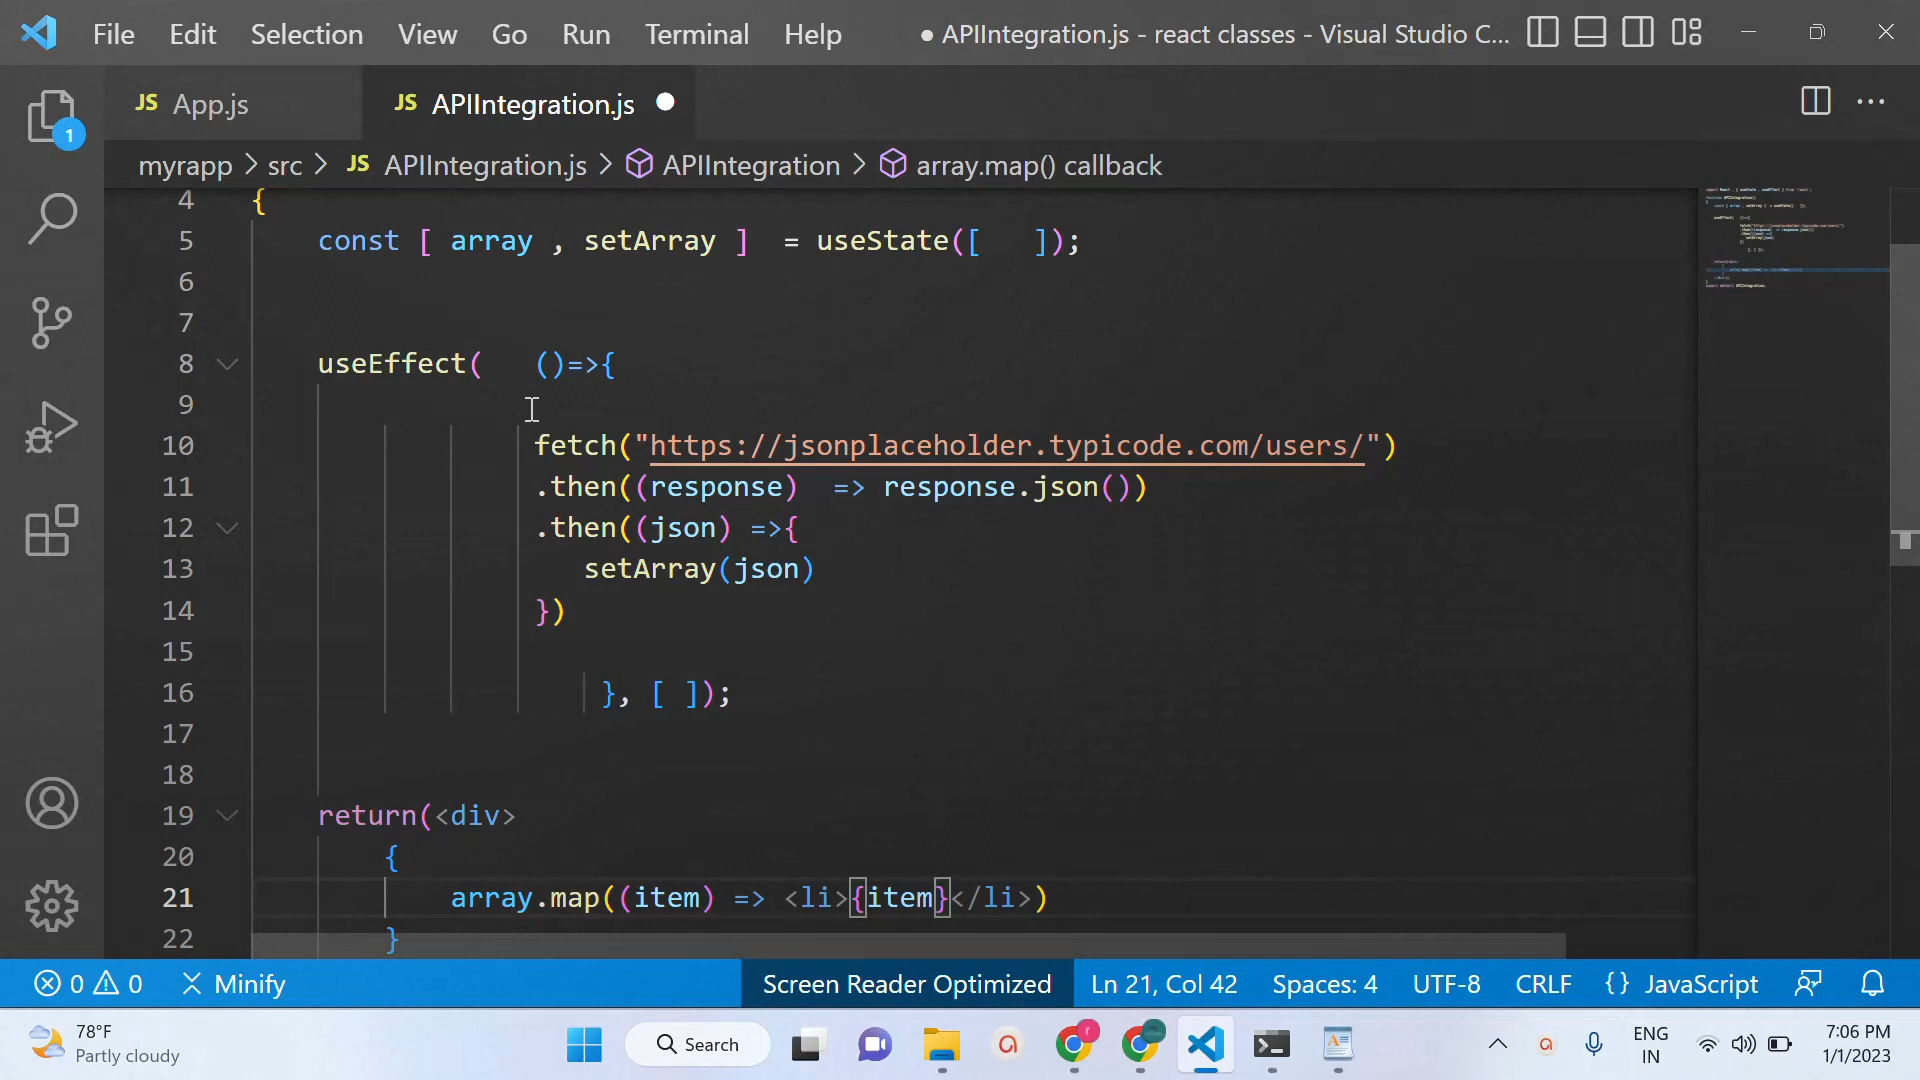 File Edit Selection View Go Run Terminal Help ● APIIntegration.js - react classes - Visual Studio C...
JS App.js JS APIIntegration.js ●
1
myrapp > src > JS APIIntegration.js > APIIntegration > array.map() callback
4 {
5 const [ array , setArray ] = useState([ ]);
6
7
8 useEffect( ()=>{
9
10 fetch("https://jsonplaceholder.typicode.com/users/")
11 .then((response) => response.json())
12 .then((json) =>{
13 setArray(json)
14 })
15
16 }, [ ]);
17
18
19 return(<div>
20 {
21 array.map((item) => <li>{item}</li>)
22 }
0 0 Minify Screen Reader Optimized Ln 21, Col 42 Spaces: 4 UTF-8 CRLF {} JavaScript
78°F
Partly cloudy
Search
ENG
IN
7:06 PM
1/1/2023